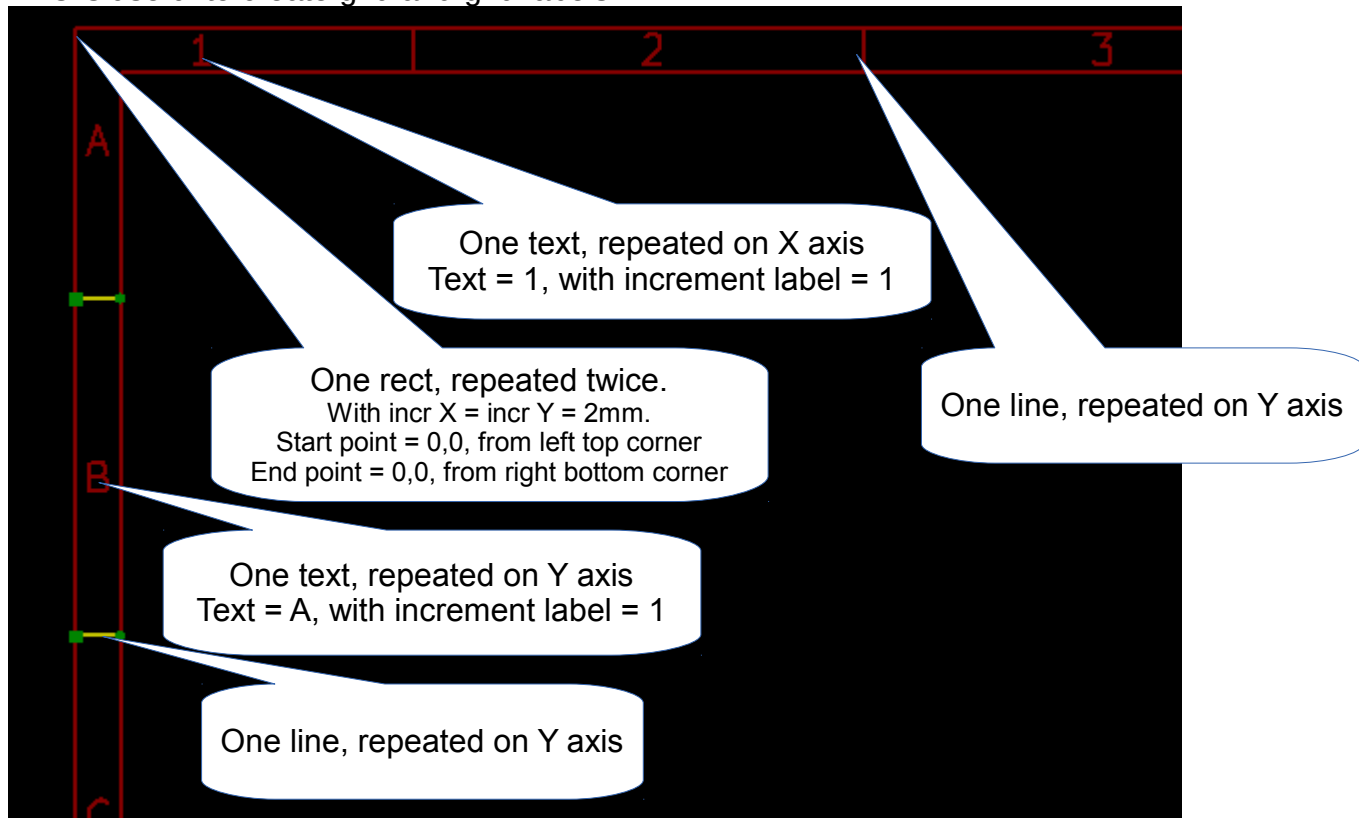 1 2 3
A
One text, repeated on X axis
Text = 1, with increment label = 1
One rect, repeated twice.
With incr X = incr Y = 2mm.
Start point = 0,0, from left top corner
End point = 0,0, from right bottom corner
One line, repeated on Y axis
B
One text, repeated on Y axis
Text = A, with increment label = 1
One line, repeated on Y axis
C